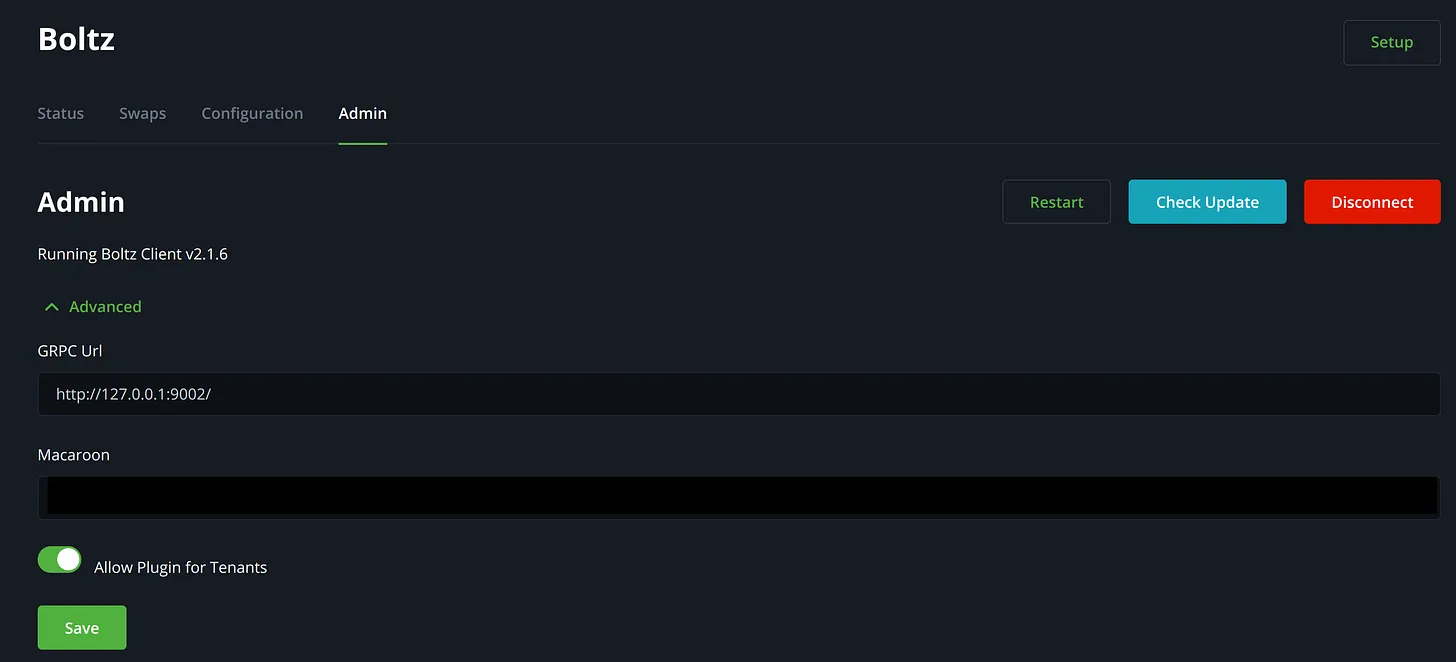 Boltz
Setup
Status Swaps Configuration Admin
Admin
Restart Check Update Disconnect
Running Boltz Client v2.1.6
Advanced
GRPC Url
http://127.0.0.1:9002/
Macaroon
Allow Plugin for Tenants
Save